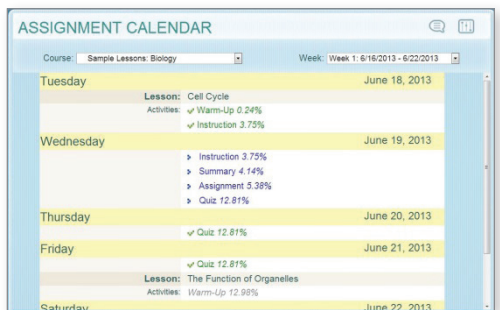 ASSIGNMENT CALENDAR
Course: Sample Lessons: Biology Week: Week 1: 6/16/2013 - 6/22/2013
Tuesday June 18, 2013
Lesson: Cell Cycle
Activities: Warm-Up 0.24%
Instruction 3.75%
Wednesday June 19, 2013
Instruction 3.75%
Summary 4.14%
Assignment 5.38%
Quiz 12.81%
Thursday June 20, 2013
Quiz 12.81%
Friday June 21, 2013
Quiz 12.81%
Lesson: The Function of Organelles
Activities: Warm-Up 12.98%
Saturday June 22, 2013